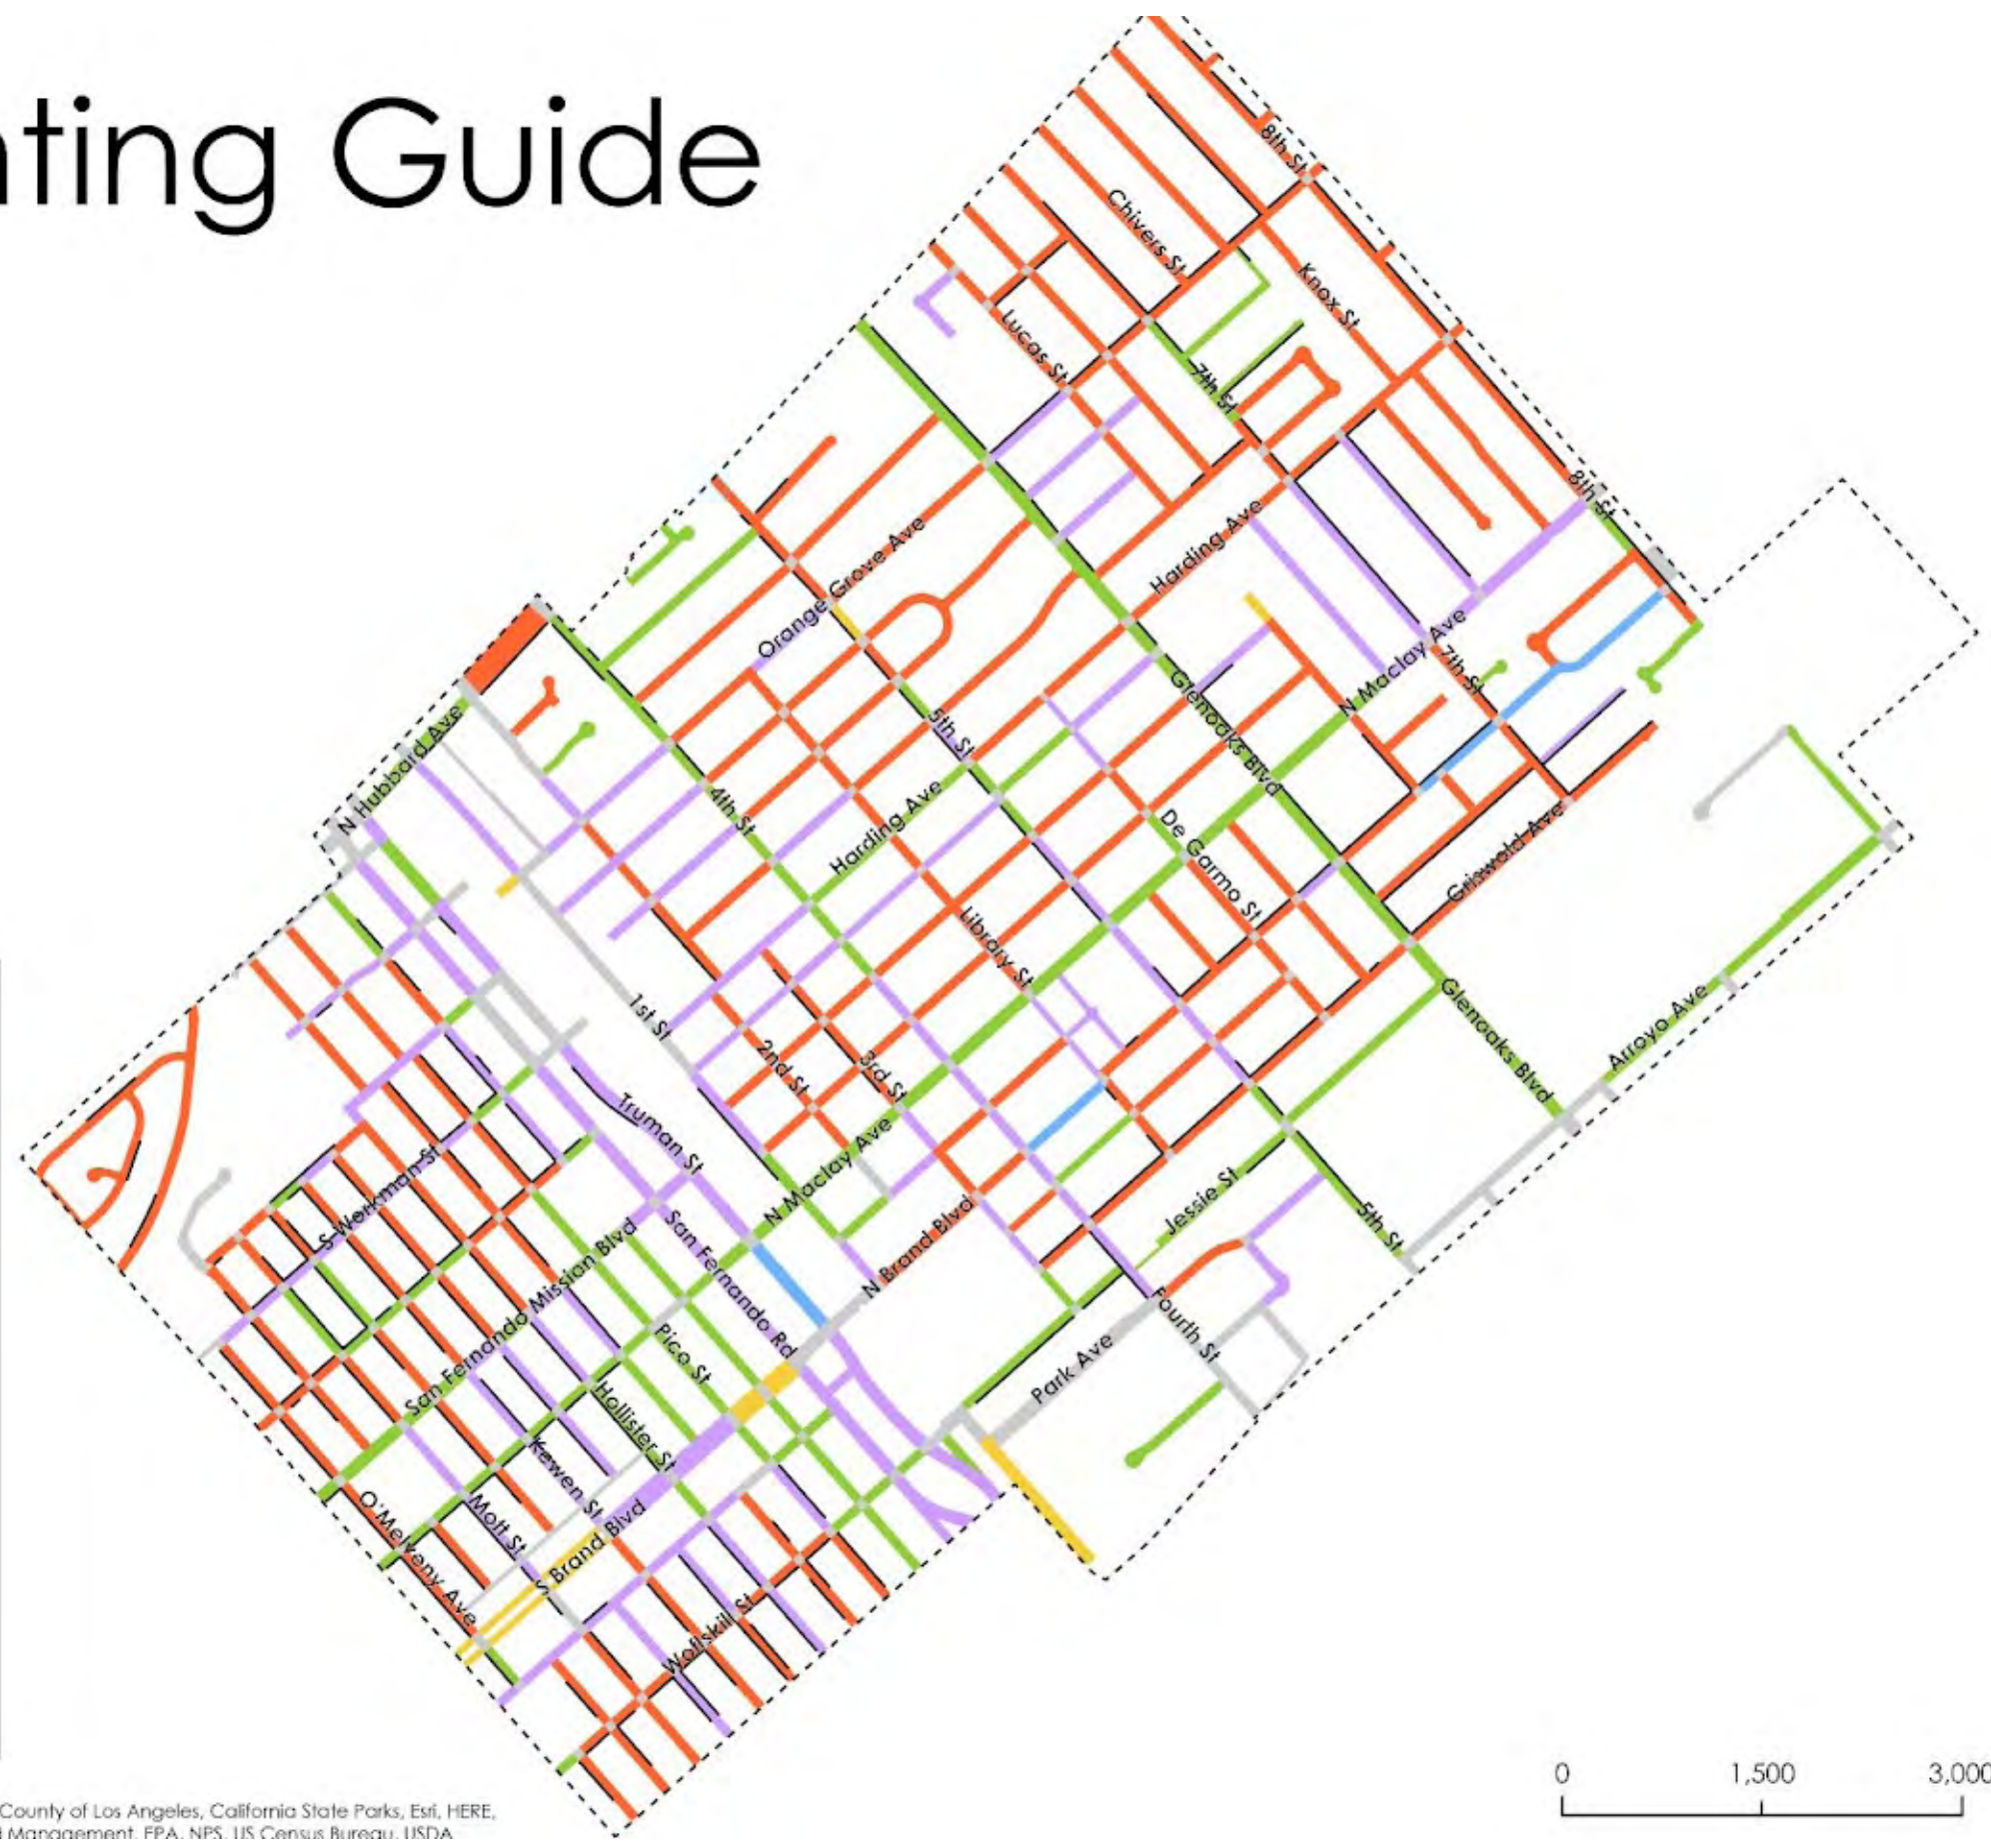 nting Guide
8th St
Chivers St
Knox St
Lucas St
7th St
8th St
Harding Ave
Orange Grove Ave
N Maclay Ave
7th St
Glenoaks Blvd
5th St
N Hubbard Ave
4th St
Harding Ave
De Garmo St
Griswold Ave
Library St
1st St
2nd St
3rd St
Glenoaks Blvd
Arroyo Ave
Truman St
N Maclay Ave
S Workman St
San Fernando Mission Blvd
San Fernando Rd
N Brand Blvd
Jessie St
5th St
Fourth St
Park Ave
Pico St
Hollister St
Kewen St
Mott St
O'Melveny Ave
S Brand Blvd
Wolfskill St
0 1,500 3,000
County of Los Angeles, California State Parks, Esri, HERE,
Management, EPA, NPS, US Census Bureau, USDA